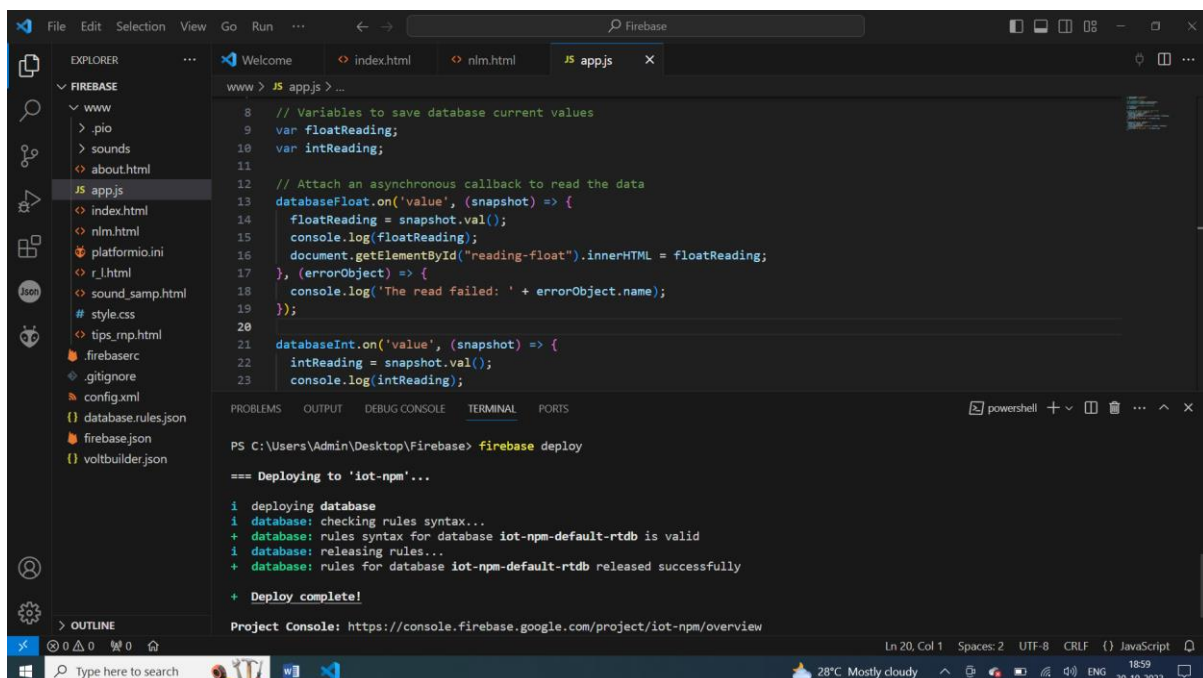 File Edit Selection View Go Run ... Firebase
EXPLORER ... Welcome index.html nlm.html JS app.js
FIREBASE
www > JS app.js > ...
www
.pio
sounds
about.html
JS app.js
index.html
nlm.html
platformio.ini
r_l.html
Json
sound_samp.html
# style.css
tips_rnp.html
.firebaserc
.gitignore
config.xml
{} database.rules.json
firebase.json
{} voltbuilder.json
> OUTLINE
8 // Variables to save database current values
9 var floatReading;
10 var intReading;
11
12 // Attach an asynchronous callback to read the data
13 databaseFloat.on('value', (snapshot) => {
14 floatReading = snapshot.val();
15 console.log(floatReading);
16 document.getElementById("reading-float").innerHTML = floatReading;
17 }, (errorObject) => {
18 console.log('The read failed: ' + errorObject.name);
19 });
20
21 databaseInt.on('value', (snapshot) => {
22 intReading = snapshot.val();
23 console.log(intReading);
PROBLEMS OUTPUT DEBUG CONSOLE TERMINAL PORTS powershell
PS C:\Users\Admin\Desktop\Firebase> firebase deploy
=== Deploying to 'iot-npm'...
i deploying database
i database: checking rules syntax...
+ database: rules syntax for database iot-npm-default-rtdb is valid
i database: releasing rules...
+ database: rules for database iot-npm-default-rtdb released successfully
+ Deploy complete!
Project Console: https://console.firebase.google.com/project/iot-npm/overview
0 0 0 Ln 20, Col 1 Spaces: 2 UTF-8 CRLF {} JavaScript
Type here to search 28°C Mostly cloudy ENG 18:59